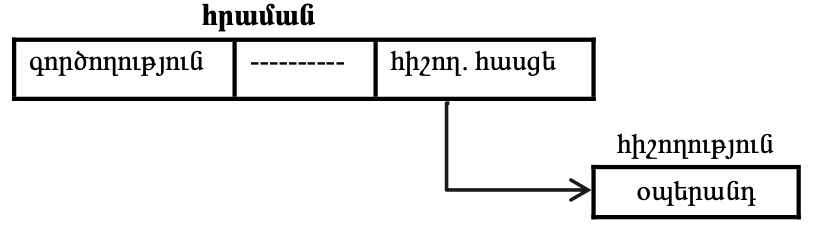 հրաման
գործողություն ---------- հիշող. հասցե
հիշողություն
օպերանդ